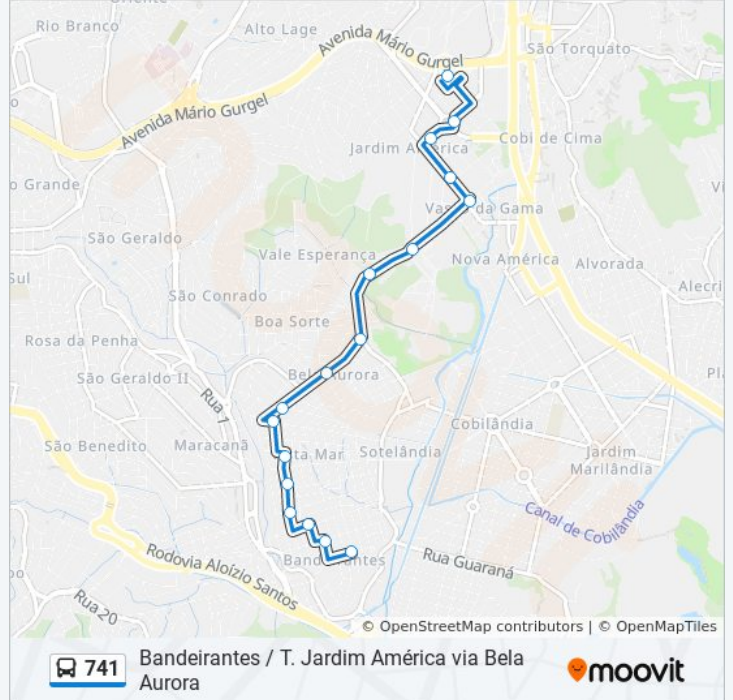 Oriente
Rio Branco
Alto Lage
Avenida Mário Gurgel
São Torquato
Avenida Mário Gurgel
Cobi de Cima
Jardim América
o Grande
Vasco da Gama
São Geraldo
Vale Esperança
Nova América
Alvorada
Sul
São Conrado
Alecri
Boa Sorte
Rosa da Penha
Bela Aurora
São Geraldo II
Rua 1
Cobilândia
São Benedito
Maracanã
nta Mar
Sotelândia
Jardim
Marilândia
Canal de Cobilândia
Bandeirantes
Rua Guaraná
Rodovia Aloízio Santos
Rua 20
© OpenStreetMap contributors | © OpenMapTiles
741
Bandeirantes / T. Jardim América via Bela
Aurora
moovit